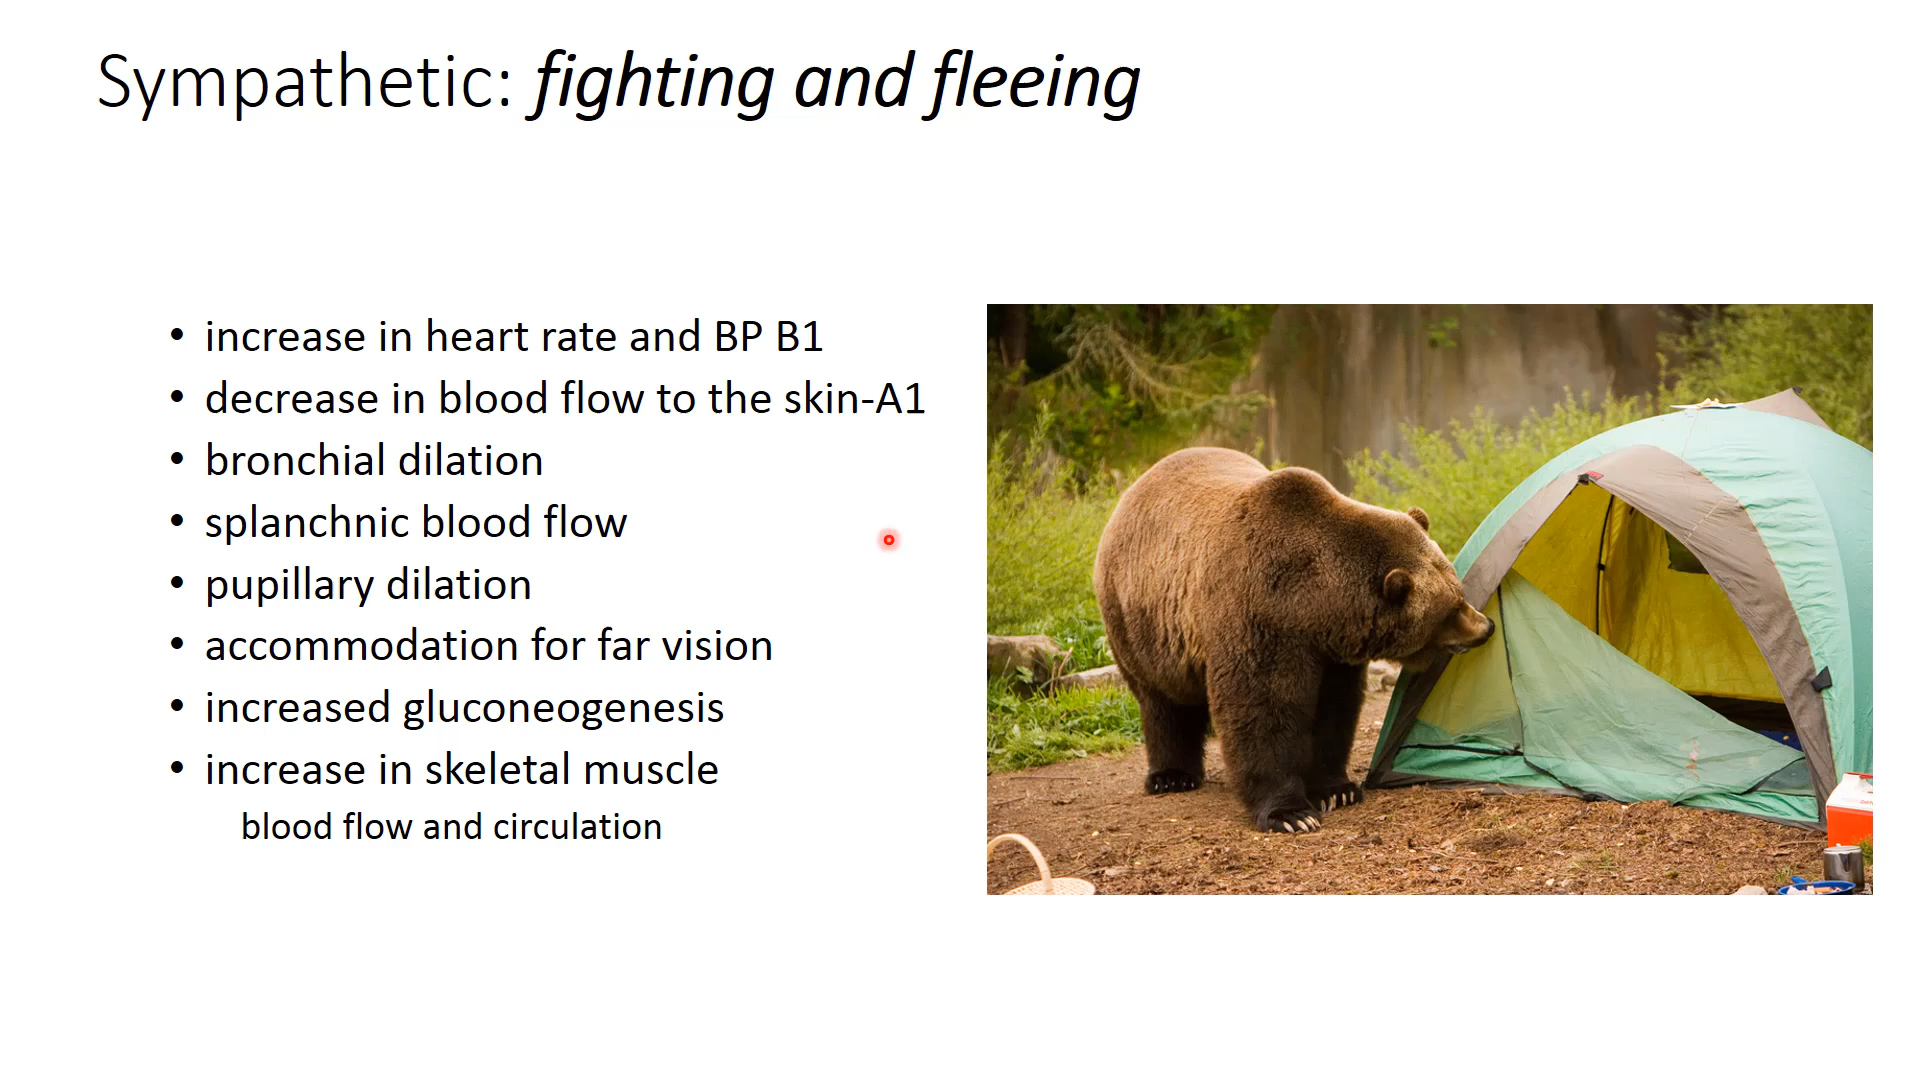 Sympathetic: fighting and fleeing
• increase in heart rate and BP B1
• decrease in blood flow to the skin-A1
• bronchial dilation
• splanchnic blood flow
• pupillary dilation
• accommodation for far vision
• increased gluconeogenesis
• increase in skeletal muscle
blood flow and circulation